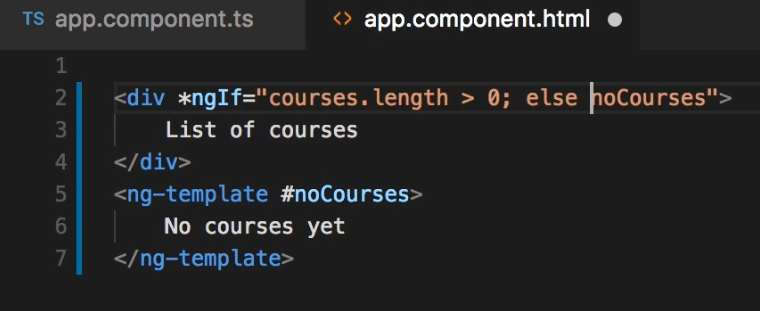 TS app.component.ts <> app.component.html
1
2 <div *ngIf="courses.length > 0; else noCourses">
3 List of courses
4 </div>
5 <ng-template #noCourses>
6 No courses yet
7 </ng-template>